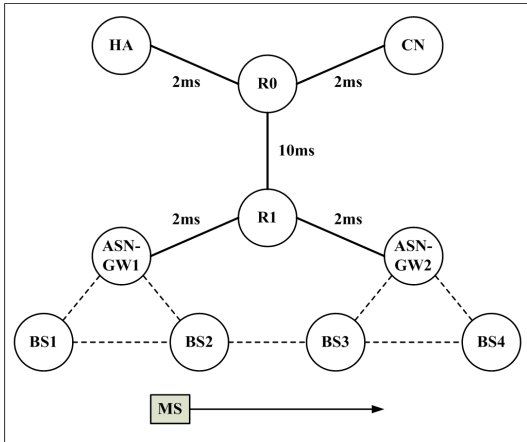 HA
CN
2ms
R0
2ms
10ms
2ms
R1
2ms
ASN-
GW1
ASN-
GW2
BS1
BS2
BS3
BS4
MS